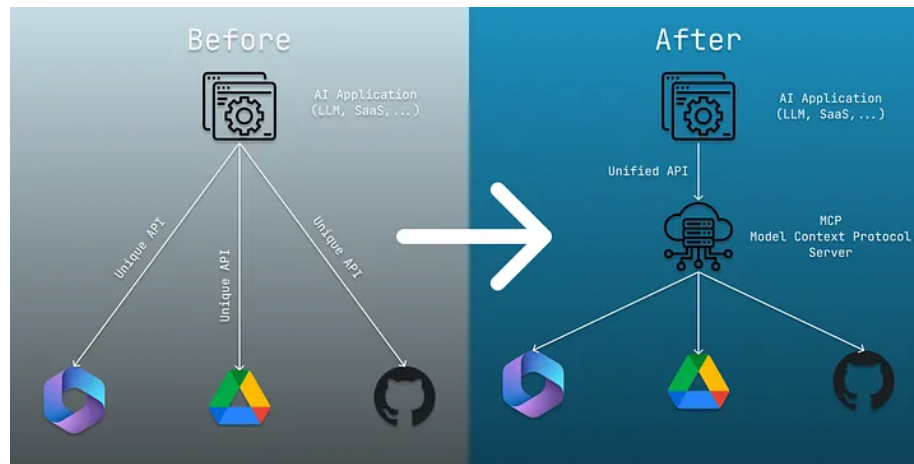 Before
AI Application
(LLM, SaaS,...)
Unique API
Unique API
Unique API
After
AI Application
(LLM, SaaS,...)
Unified API
MCP
Model Context Protocol
Server